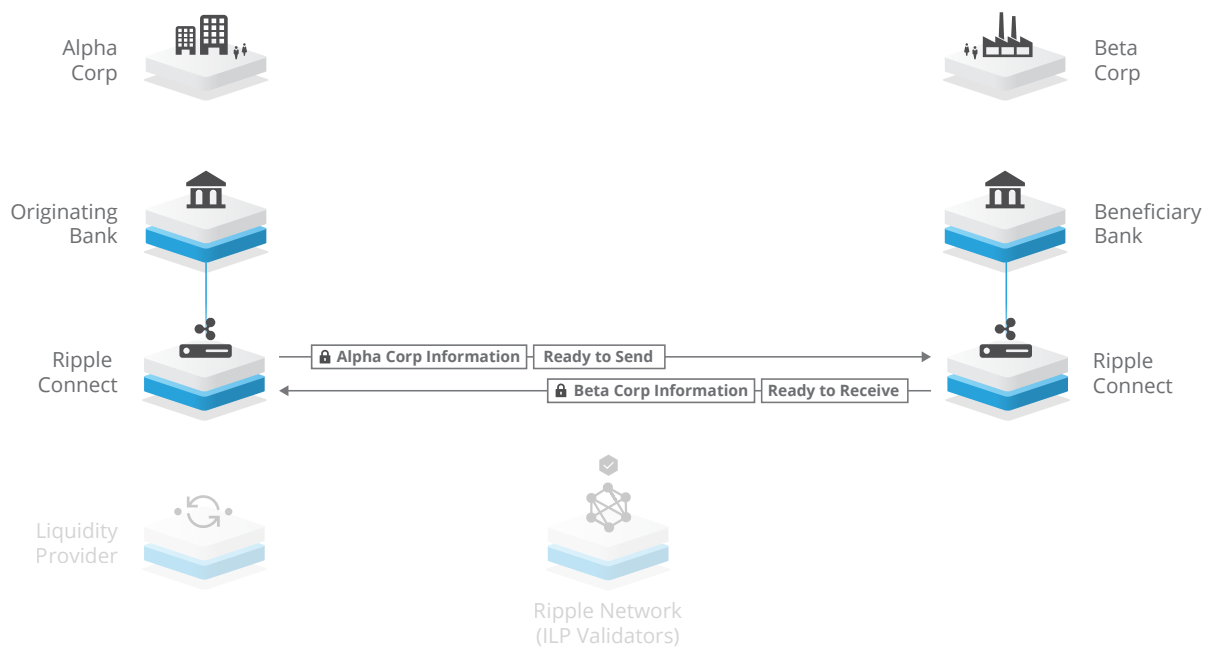 Alpha
Corp
Beta
Corp
Originating
Bank
Beneficiary
Bank
Ripple
Connect
Alpha Corp Information
Ready to Send
Beta Corp Information
Ready to Receive
Ripple
Connect
Liquidity
Provider
Ripple Network
(ILP Validators)